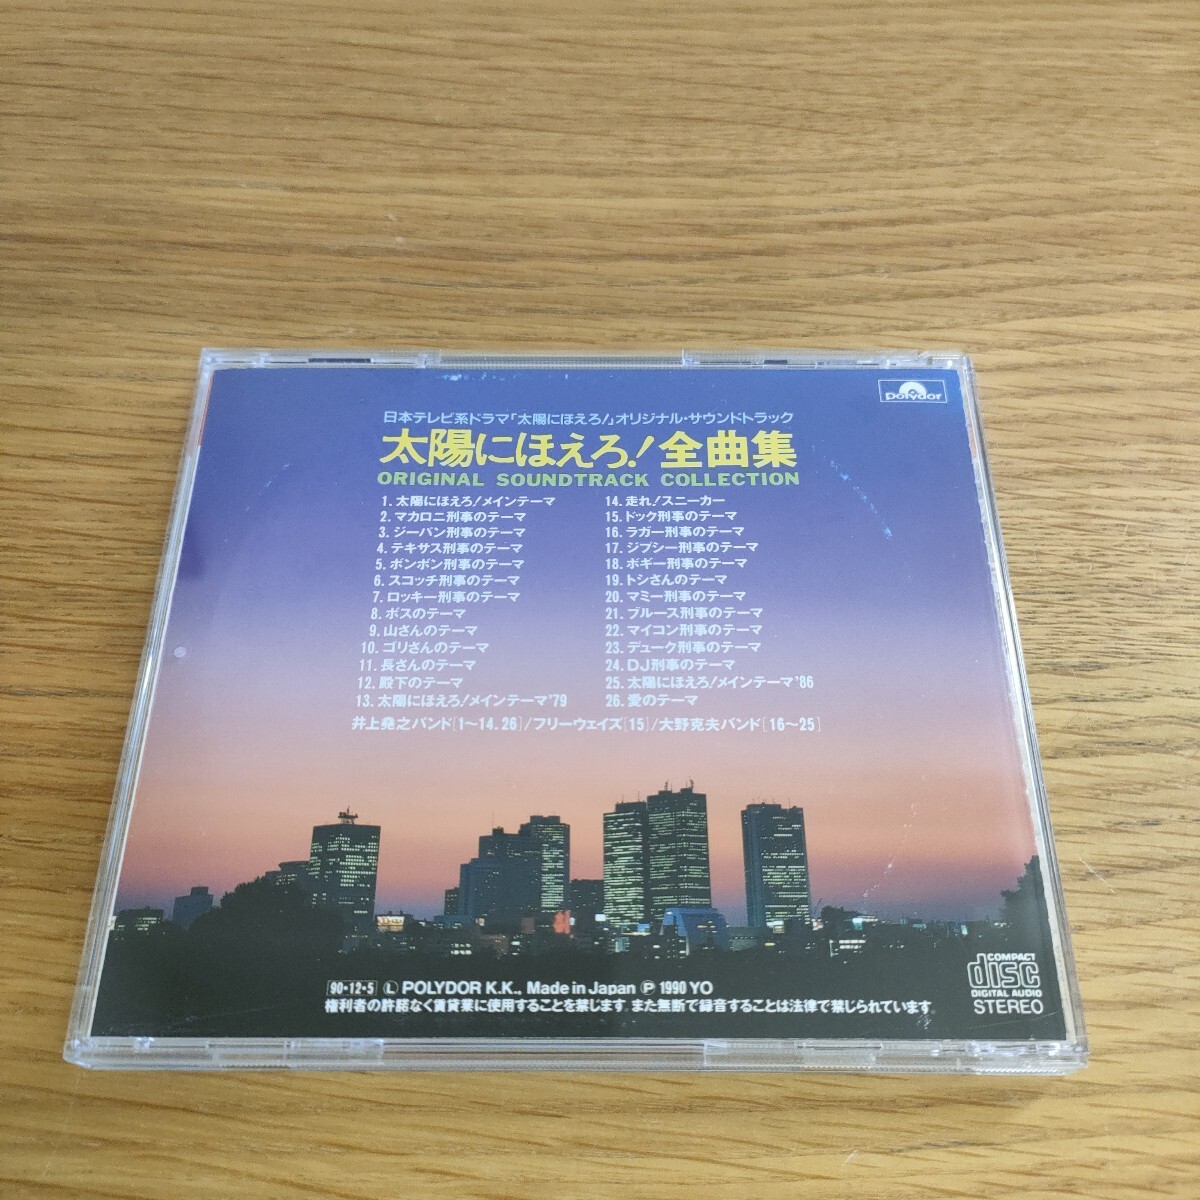 polydor
日本テレビ系ドラマ「太陽にほえろ!」オリジナル・サウンドトラック
太陽にほえろ!全曲集
ORIGINAL SOUNDTRACK COLLECTION
1. 太陽にほえろ!メインテーマ
2. マカロニ刑事のテーマ
3. ジーパン刑事のテーマ
4. テキサス刑事のテーマ
5. ボンボン刑事のテーマ
6. スコッチ刑事のテーマ
7. ロッキー刑事のテーマ
8. ボスのテーマ
9. 山さんのテーマ
10. ゴリさんのテーマ
11. 長さんのテーマ
12. 殿下のテーマ
13. 太陽にほえろ!メインテーマ'79
14. 走れ!スニーカー
15. ドック刑事のテーマ
16. ラガー刑事のテーマ
17. ジプシー刑事のテーマ
18. ボギー刑事のテーマ
19. トシさんのテーマ
20. マミー刑事のテーマ
21. ブルース刑事のテーマ
22. マイコン刑事のテーマ
23. デューク刑事のテーマ
24. DJ刑事のテーマ
25. 太陽にほえろ!メインテーマ'86
26. 愛のテーマ
井上堯之バンド[1〜14.26]/フリーウェイズ[15]/大野克夫バンド[16〜25]
90・12・5 Ⓛ POLYDOR K.K., Made in Japan Ⓟ 1990 YO
権利者の許諾なく賃貸業に使用することを禁じます。また無断で録音することは法律で禁じられています。
COMPACT
disc
DIGITAL AUDIO
STEREO